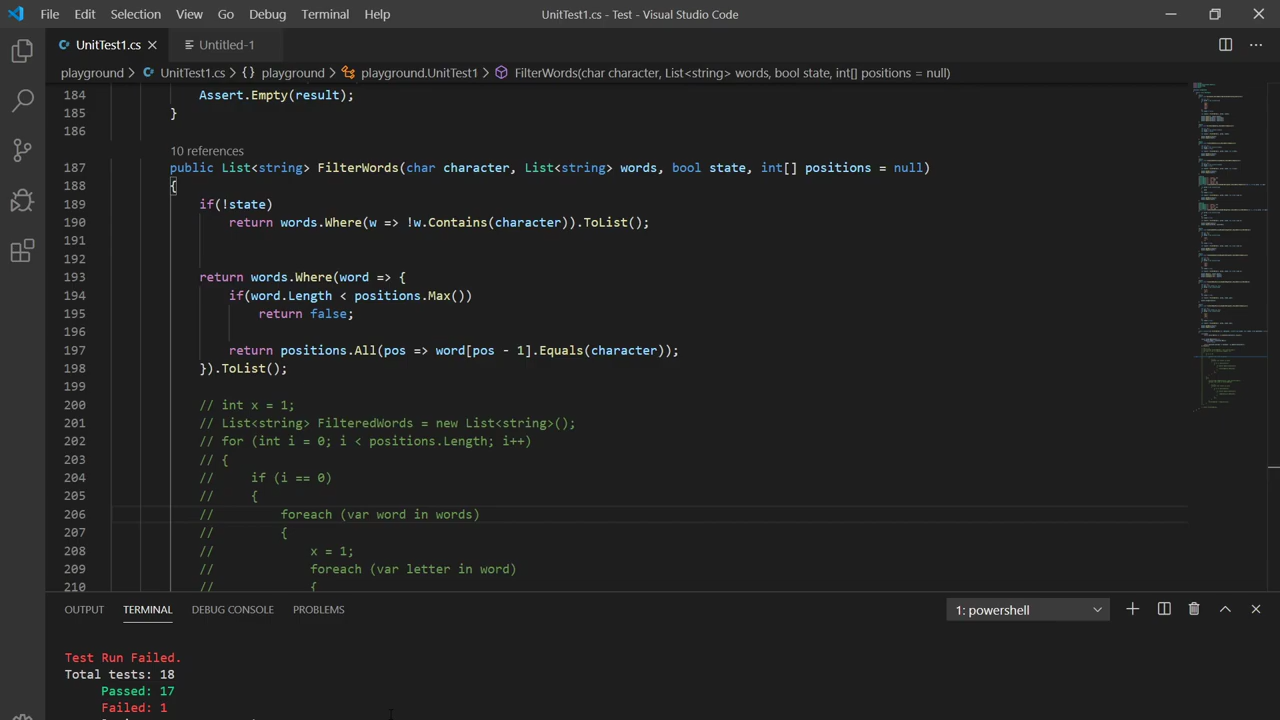 File Edit Selection View Go Debug Terminal Help UnitTest1.cs - Test - Visual Studio Code
UnitTest1.cs Untitled-1
playground > UnitTest1.cs > {} playground > playground.UnitTest1 > FilterWords(char character, List<string> words, bool state, int[] positions = null)
184 Assert.Empty(result);
185 }
186
10 references
187 public List<string> FilterWords(char character, List<string> words, bool state, int[] positions = null)
188 {
189 if(!state)
190 return words.Where(w => !w.Contains(character)).ToList();
191
192
193 return words.Where(word => {
194 if(word.Length < positions.Max())
195 return false;
196
197 return positions.All(pos => word[pos - 1].Equals(character));
198 }).ToList();
199
200 // int x = 1;
201 // List<string> FilteredWords = new List<string>();
202 // for (int i = 0; i < positions.Length; i++)
203 // {
204 // if (i == 0)
205 // {
206 // foreach (var word in words)
207 // {
208 // x = 1;
209 // foreach (var letter in word)
210 // {
OUTPUT TERMINAL DEBUG CONSOLE PROBLEMS 1: powershell
Test Run Failed.
Total tests: 18
Passed: 17
Failed: 1